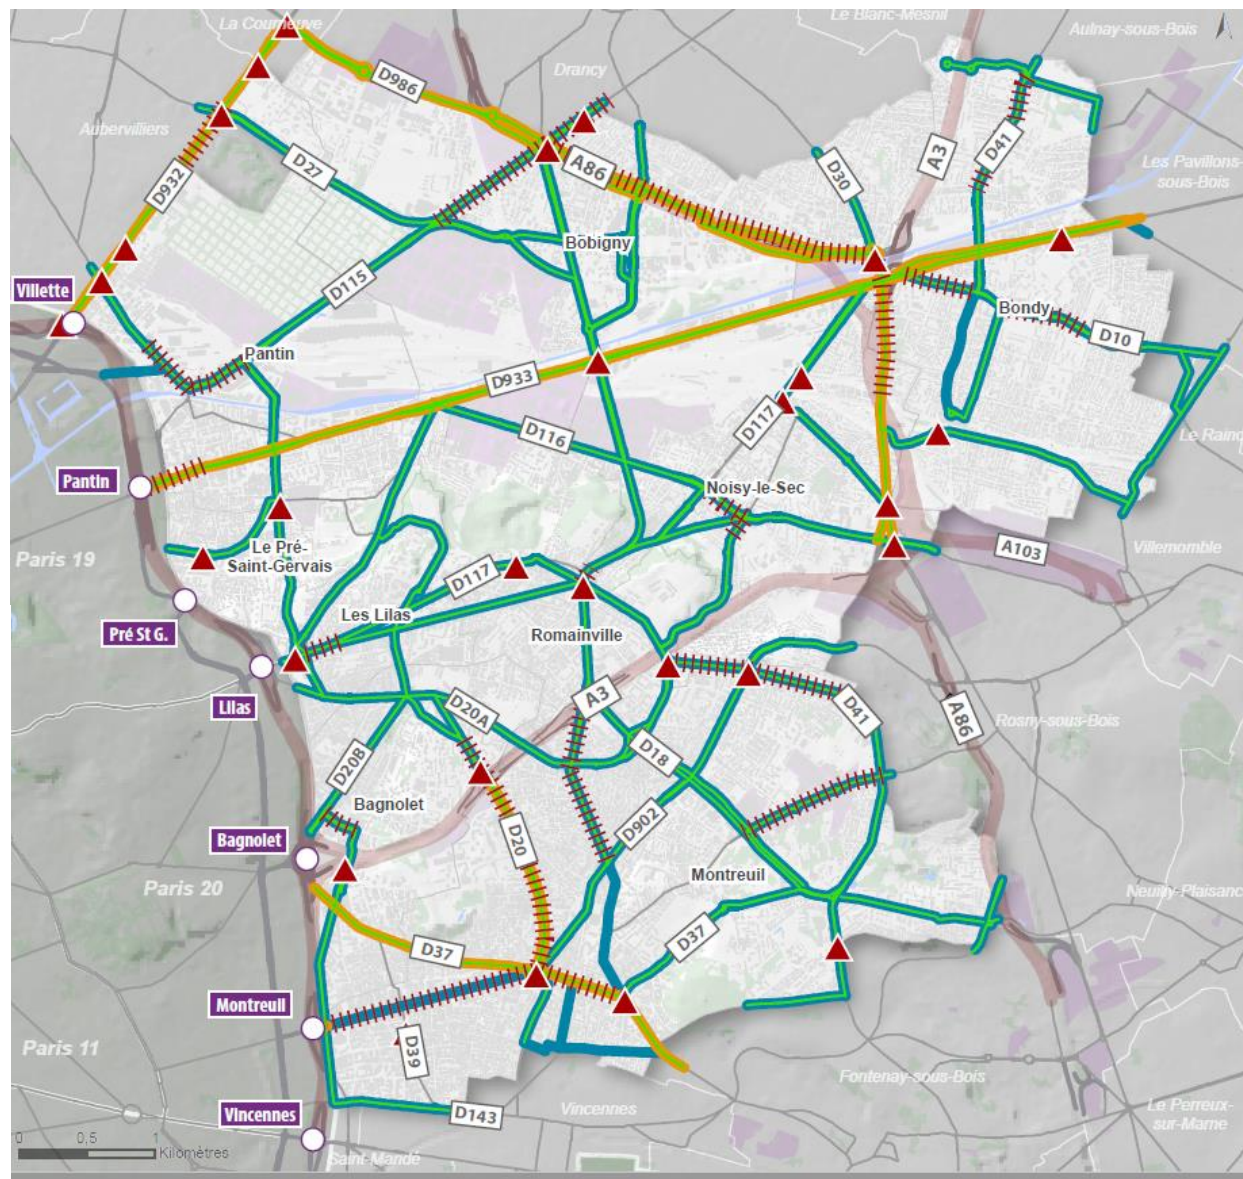 La Courneuve
Le Blanc-Mesnil
Aulnay-sous-Bois
Drancy
D986
Aubervilliers
D27
D932
A86
D30
A3
D41
Les Pavillons-
sous-Bois
Bobigny
Villette
D115
Bondy
D10
Pantin
D933
D116
D117
Le Rainc
Pantin
Noisy-le-Sec
Paris 19
Le Pré-
Saint-Gervais
A103
Villemomble
D117
Les Lilas
Romainville
Pré St G.
Lilas
D20A
A3
D41
A86
Rosny-sous-Bois
D20B
D18
Bagnolet
D902
D20
Bagnolet
Paris 20
Montreuil
Neuilly-Plaisanc
D37
D37
Montreuil
Paris 11
D39
Fontenay-sous-Bois
Vincennes
D143
Vincennes
Le Perreux-
sur-Marne
0 0,5 1
Kilomètres
Saint-Mandé